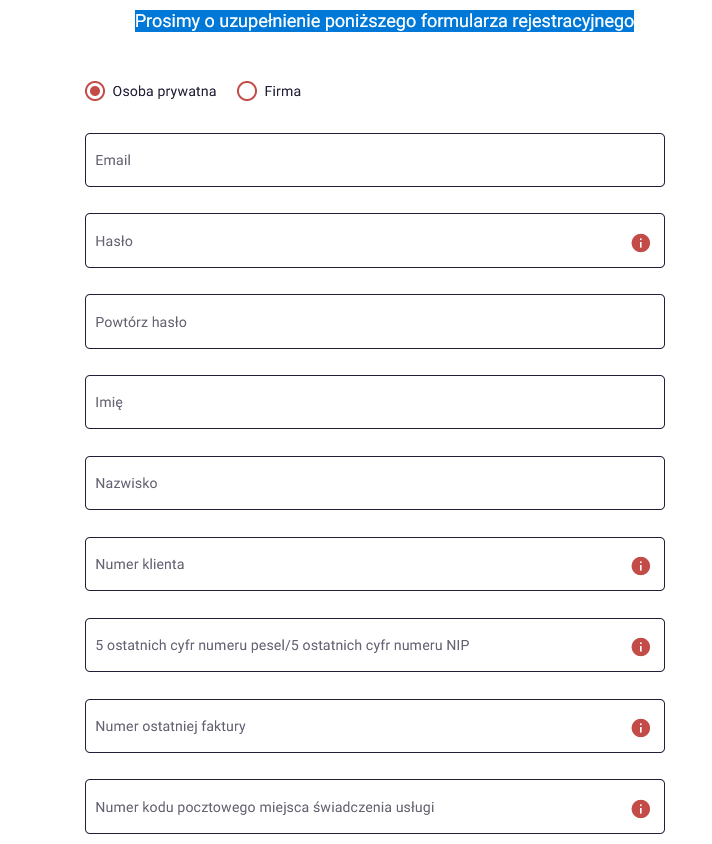 Prosimy o uzupełnienie poniższego formularza rejestracyjnego
Osoba prywatna Firma
Email
Hasło
Powtórz hasło
Imię
Nazwisko
Numer klienta
5 ostatnich cyfr numeru pesel/5 ostatnich cyfr numeru NIP
Numer ostatniej faktury
Numer kodu pocztowego miejsca świadczenia usługi